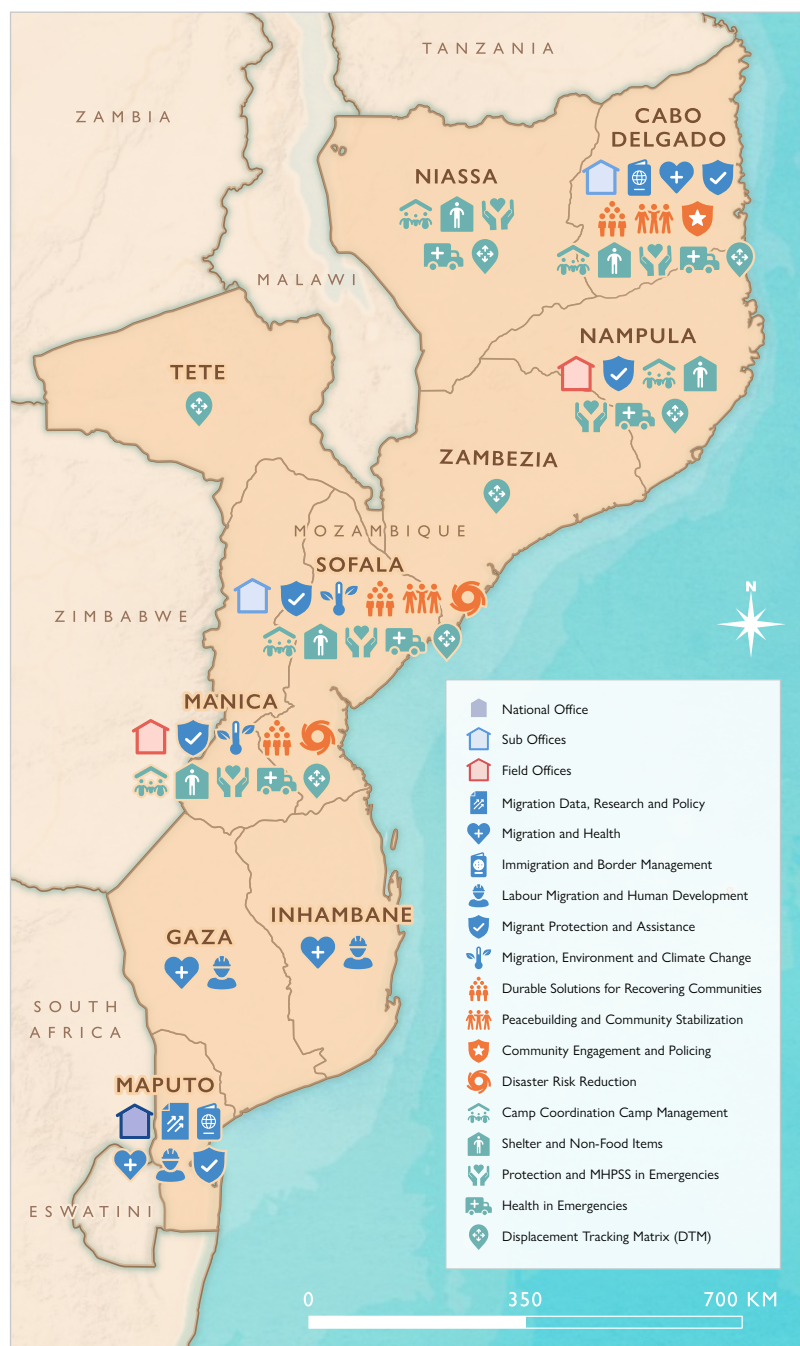 TANZANIA
ZAMBIA
CABO
DELGADO
NIASSA
MALAWI
NAMPULA
TETE
ZAMBEZIA
MOZAMBIQUE
SOFALA
ZIMBABWE
N
MANICA
INHAMBANE
GAZA
SOUTH
AFRICA
MAPUTO
ESWATINI
National Office
Sub Offices
Field Offices
Migration Data, Research and Policy
Migration and Health
Immigration and Border Management
Labour Migration and Human Development
Migrant Protection and Assistance
Migration, Environment and Climate Change
Durable Solutions for Recovering Communities
Peacebuilding and Community Stabilization
Community Engagement and Policing
Disaster Risk Reduction
Camp Coordination Camp Management
Shelter and Non-Food Items
Protection and MHPSS in Emergencies
Health in Emergencies
Displacement Tracking Matrix (DTM)
0 350 700 KM